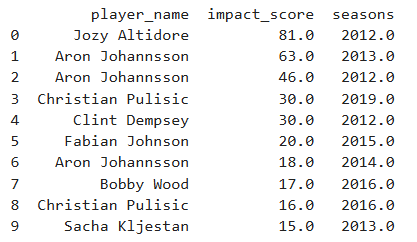 player_name impact_score seasons
0 Jozy Altidore 81.0 2012.0
1 Aron Johannsson 63.0 2013.0
2 Aron Johannsson 46.0 2012.0
3 Christian Pulisic 30.0 2019.0
4 Clint Dempsey 30.0 2012.0
5 Fabian Johnson 20.0 2015.0
6 Aron Johannsson 18.0 2014.0
7 Bobby Wood 17.0 2016.0
8 Christian Pulisic 16.0 2016.0
9 Sacha Kljestan 15.0 2013.0